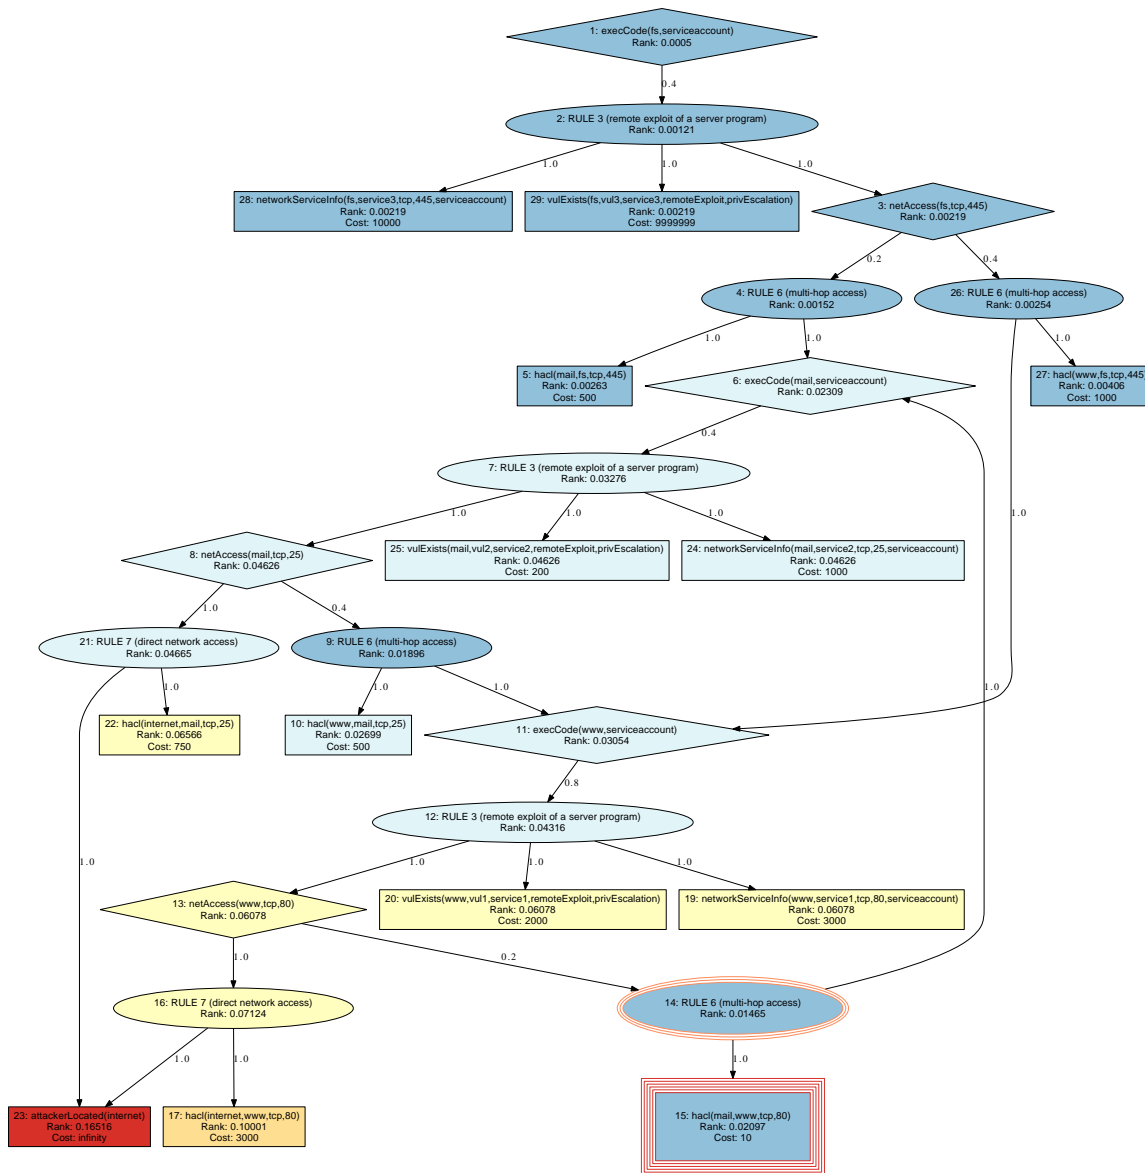 1: execCode(fs,serviceaccount)
Rank: 0.0005
0.4
2: RULE 3 (remote exploit of a server program)
Rank: 0.00121
1.0
1.0
1.0
28: networkServiceInfo(fs,service3,tcp,445,serviceaccount)
Rank: 0.00219
Cost: 10000
29: vulExists(fs,vul3,service3,remoteExploit,privEscalation)
Rank: 0.00219
Cost: 9999999
3: netAccess(fs,tcp,445)
Rank: 0.00219
0.2
0.4
4: RULE 6 (multi-hop access)
Rank: 0.00152
26: RULE 6 (multi-hop access)
Rank: 0.00254
1.0
1.0
1.0
5: hacl(mail,fs,tcp,445)
Rank: 0.00263
Cost: 500
6: execCode(mail,serviceaccount)
Rank: 0.02309
27: hacl(www,fs,tcp,445)
Rank: 0.00406
Cost: 1000
0.4
1.0
7: RULE 3 (remote exploit of a server program)
Rank: 0.03276
1.0
1.0
1.0
8: netAccess(mail,tcp,25)
Rank: 0.04626
25: vulExists(mail,vul2,service2,remoteExploit,privEscalation)
Rank: 0.04626
Cost: 200
24: networkServiceInfo(mail,service2,tcp,25,serviceaccount)
Rank: 0.04626
Cost: 1000
1.0
0.4
21: RULE 7 (direct network access)
Rank: 0.04665
9: RULE 6 (multi-hop access)
Rank: 0.01896
1.0
1.0
1.0
1.0
22: hacl(internet,mail,tcp,25)
Rank: 0.06566
Cost: 750
10: hacl(www,mail,tcp,25)
Rank: 0.02699
Cost: 500
11: execCode(www,serviceaccount)
Rank: 0.03054
0.8
12: RULE 3 (remote exploit of a server program)
Rank: 0.04316
1.0
1.0
1.0
1.0
13: netAccess(www,tcp,80)
Rank: 0.06078
20: vulExists(www,vul1,service1,remoteExploit,privEscalation)
Rank: 0.06078
Cost: 2000
19: networkServiceInfo(www,service1,tcp,80,serviceaccount)
Rank: 0.06078
Cost: 3000
1.0
0.2
16: RULE 7 (direct network access)
Rank: 0.07124
14: RULE 6 (multi-hop access)
Rank: 0.01465
1.0
1.0
1.0
23: attackerLocated(internet)
Rank: 0.16516
Cost: infinity
17: hacl(internet,www,tcp,80)
Rank: 0.10001
Cost: 3000
15: hacl(mail,www,tcp,80)
Rank: 0.02097
Cost: 10